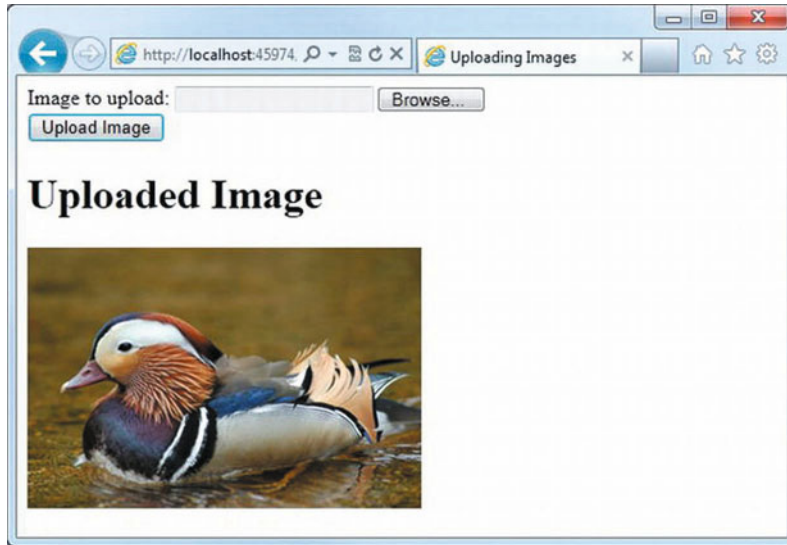 http://localhost:45974,
Uploading Images
Image to upload:
Browse...
Upload Image
Uploaded Image